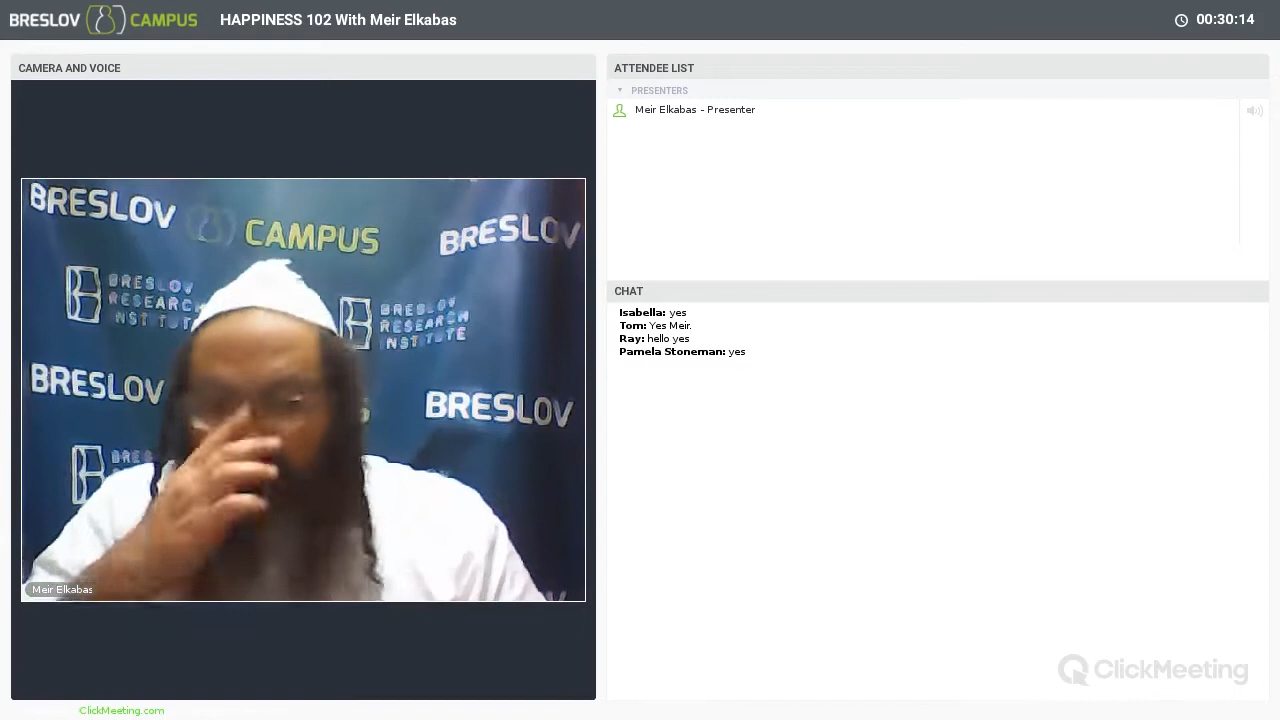 BRESLOV CAMPUS
HAPPINESS 102 With Meir Elkabas
00:30:14
CAMERA AND VOICE
BRESLOV CAMPUS BRESLOV
BRESLOV RESEARCH INSTITUTE
BRESLOV RESEARCH INSTITUTE
BRESLOV
BRESLOV
BRES
Meir Elkabas
ATTENDEE LIST
PRESENTERS
Meir Elkabas - Presenter
CHAT
Isabella: yes
Tom: Yes Meir.
Ray: hello yes
Pamela Stoneman: yes
ClickMeeting
ClickMeeting.com